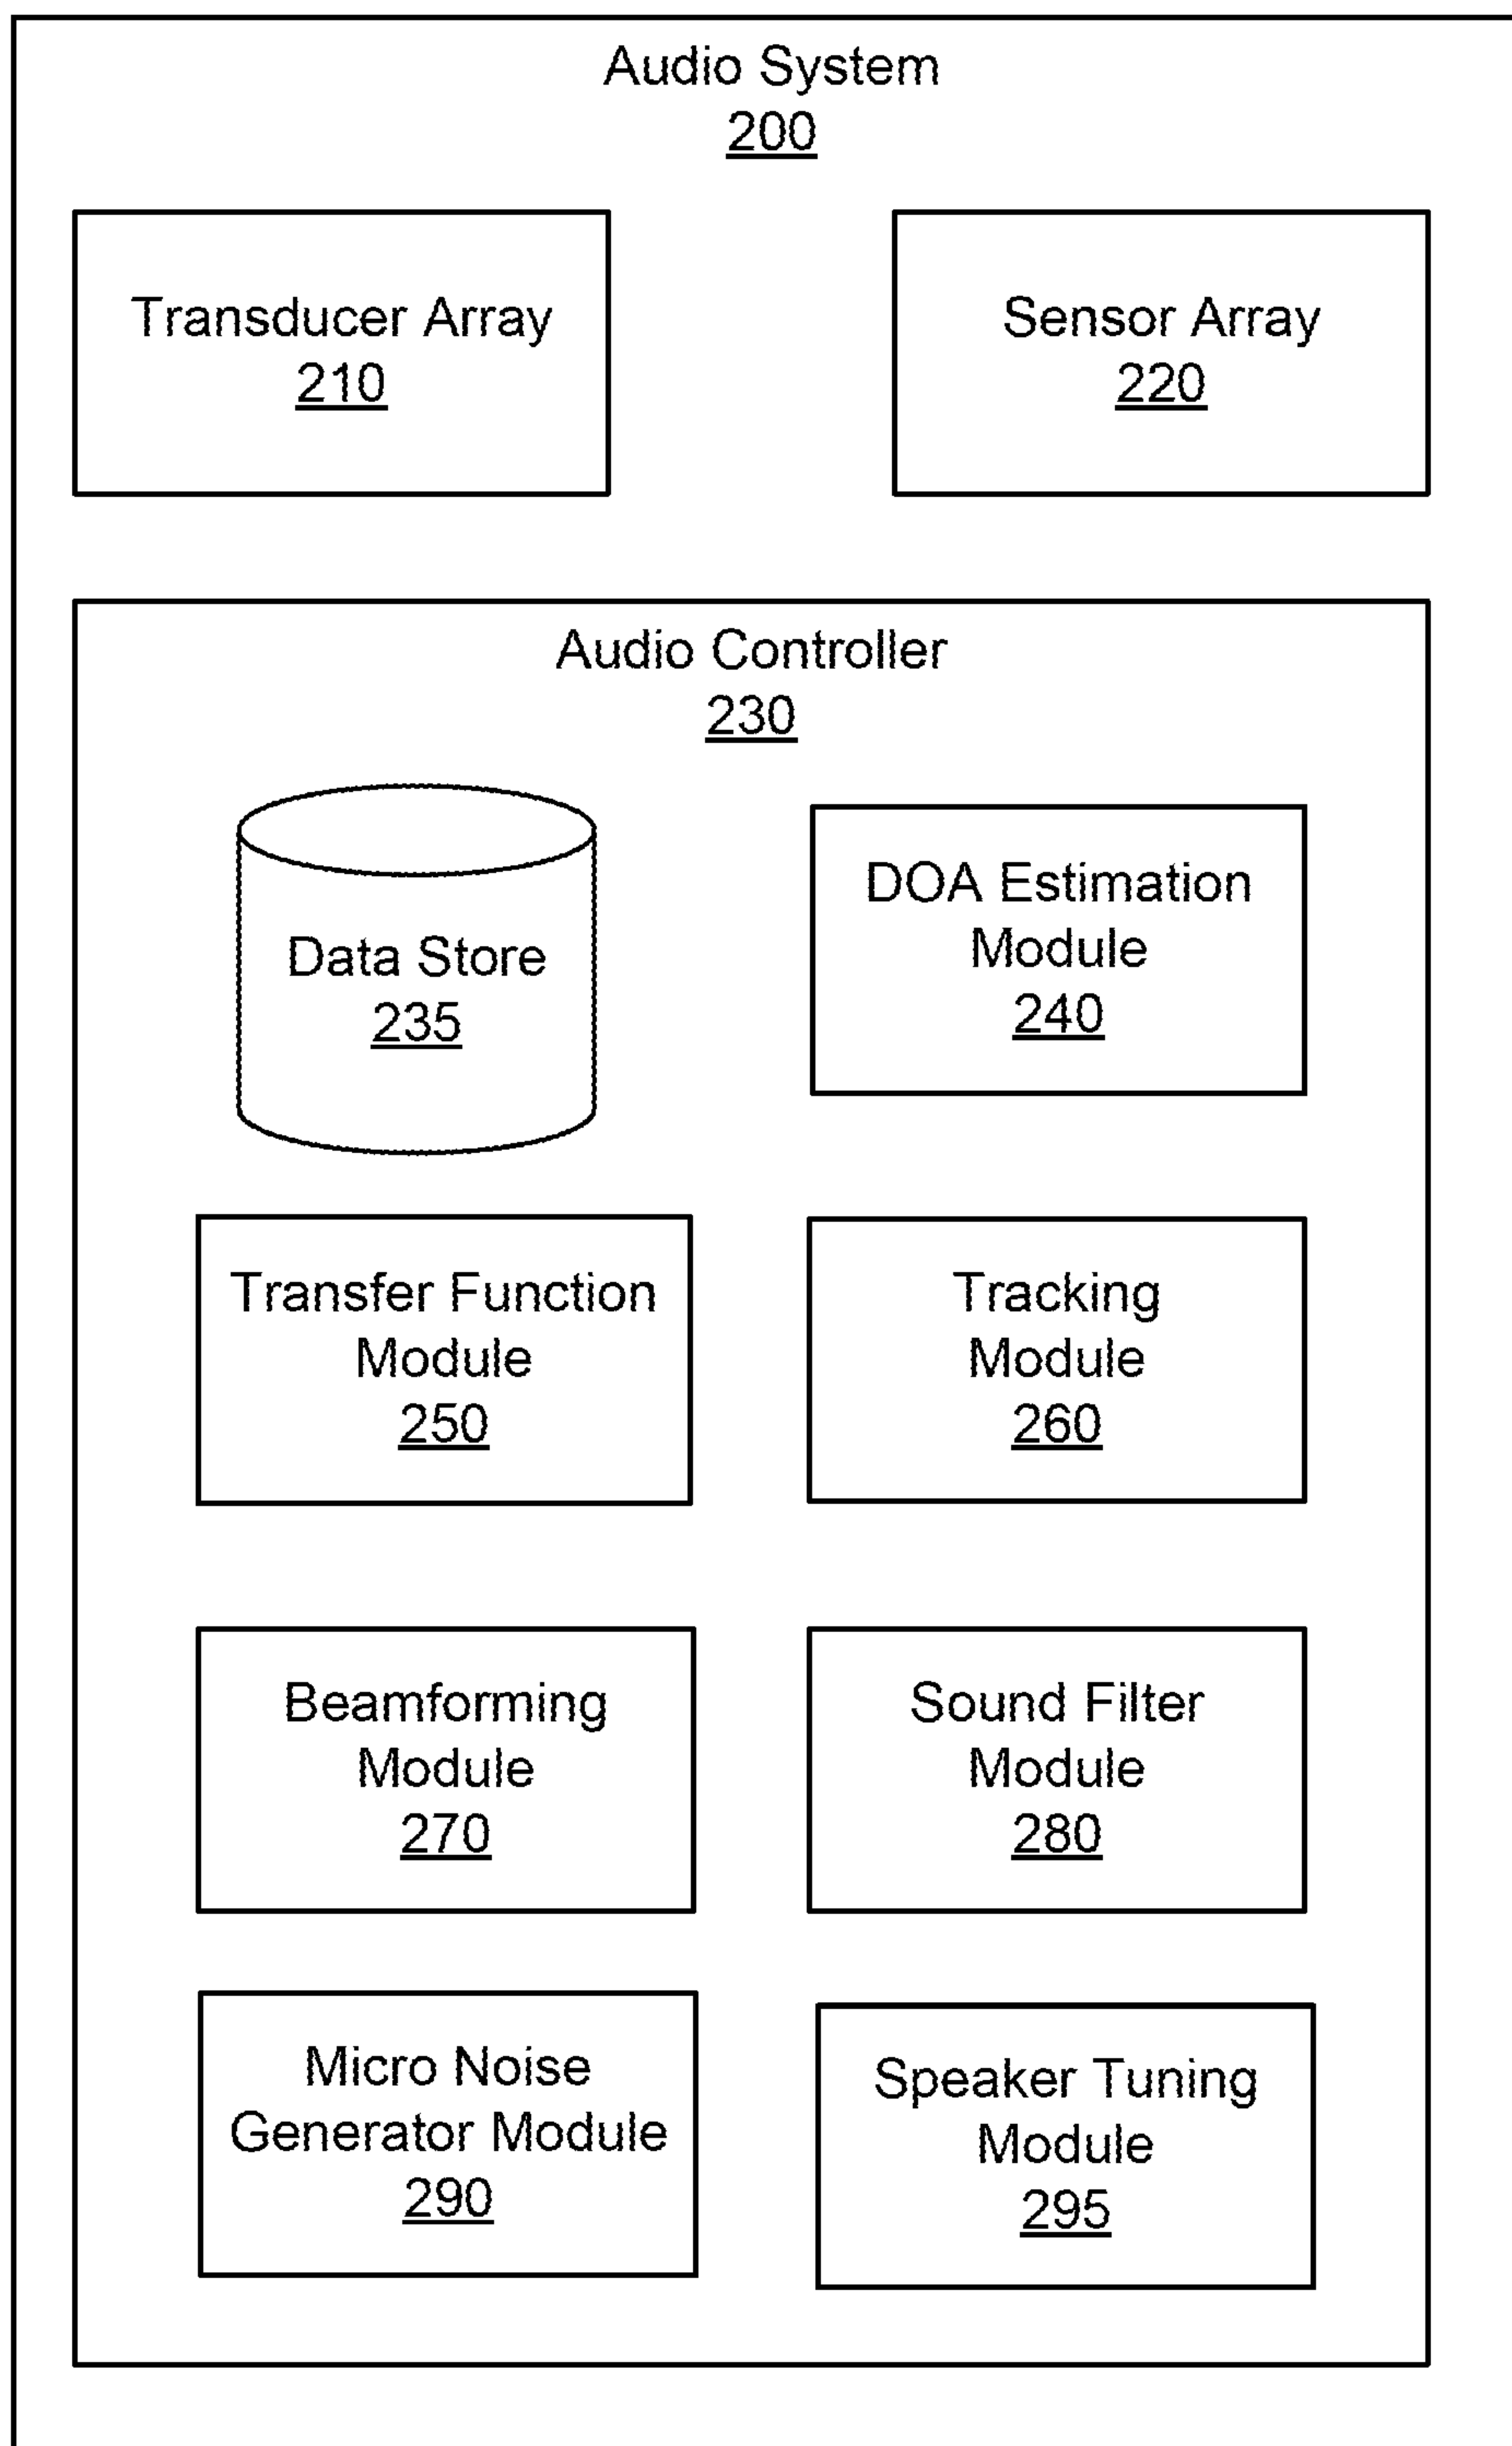 Audio System
200
Transducer Array
210
Sensor Array
220
Audio Controller
230
Data Store
235
DOA Estimation
Module
240
Transfer Function
Module
250
Tracking
Module
260
Beamforming
Module
270
Sound Filter
Module
280
Micro Noise
Generator Module
290
Speaker Tuning
Module
295